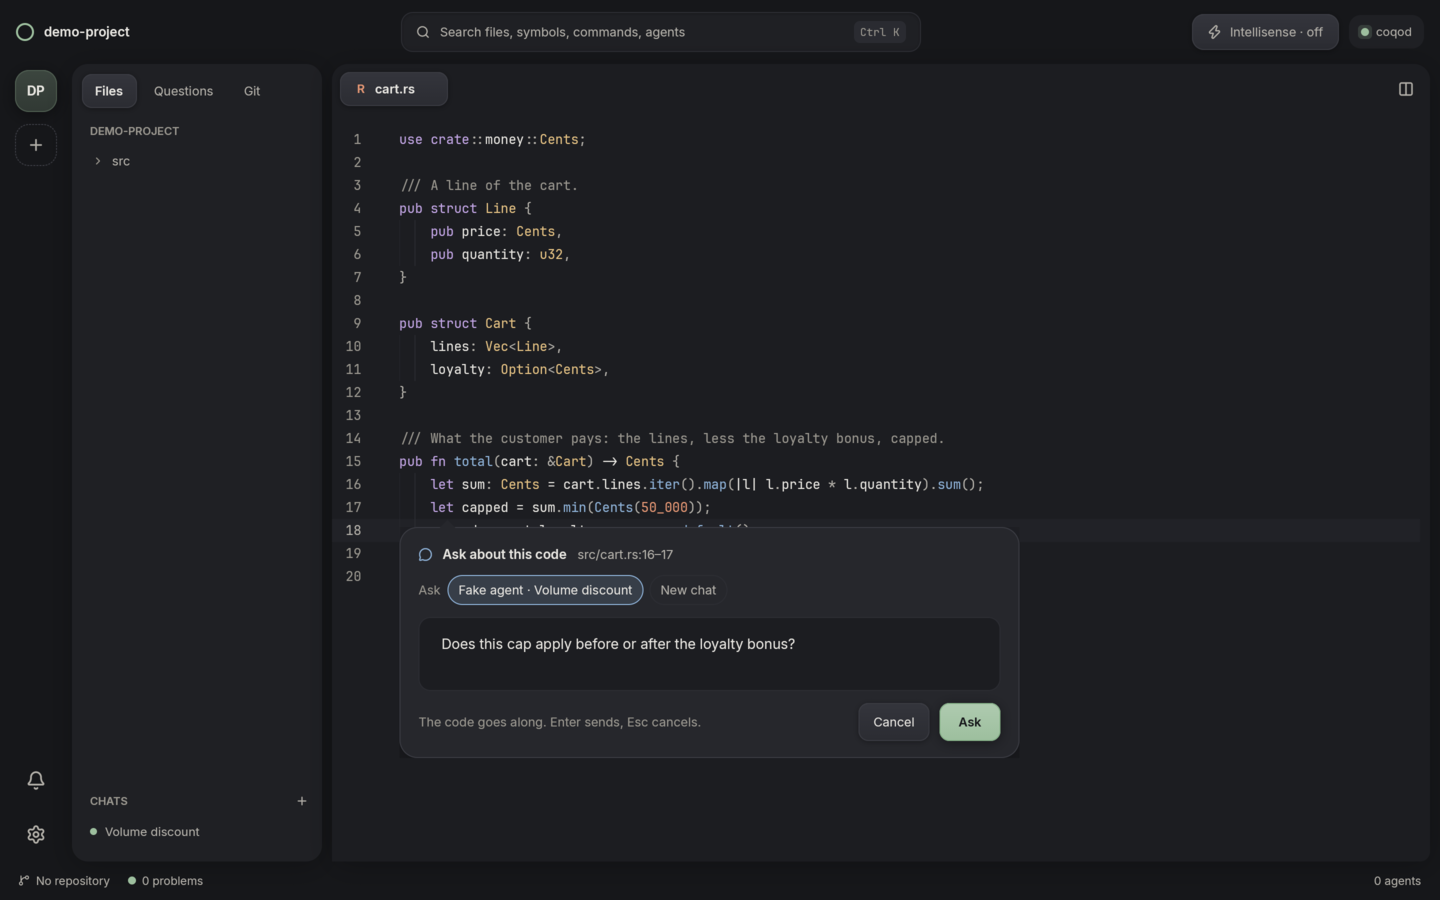 demo-project
Search files, symbols, commands, agents
Ctrl K
Intellisense · off
coqod
DP
Files
Questions
Git
DEMO-PROJECT
src
R cart.rs
1 use crate::money::Cents;
2
3 /// A line of the cart.
4 pub struct Line {
5 pub price: Cents,
6 pub quantity: u32,
7 }
8
9 pub struct Cart {
10 lines: Vec<Line>,
11 loyalty: Option<Cents>,
12 }
13
14 /// What the customer pays: the lines, less the loyalty bonus, capped.
15 pub fn total(cart: &Cart) -> Cents {
16 let sum: Cents = cart.lines.iter().map(|l| l.price * l.quantity).sum();
17 let capped = sum.min(Cents(50_000));
18
19
20
Ask about this code src/cart.rs:16–17
Ask Fake agent · Volume discount New chat
Does this cap apply before or after the loyalty bonus?
The code goes along. Enter sends, Esc cancels.
Cancel
Ask
CHATS
Volume discount
No repository
0 problems
0 agents